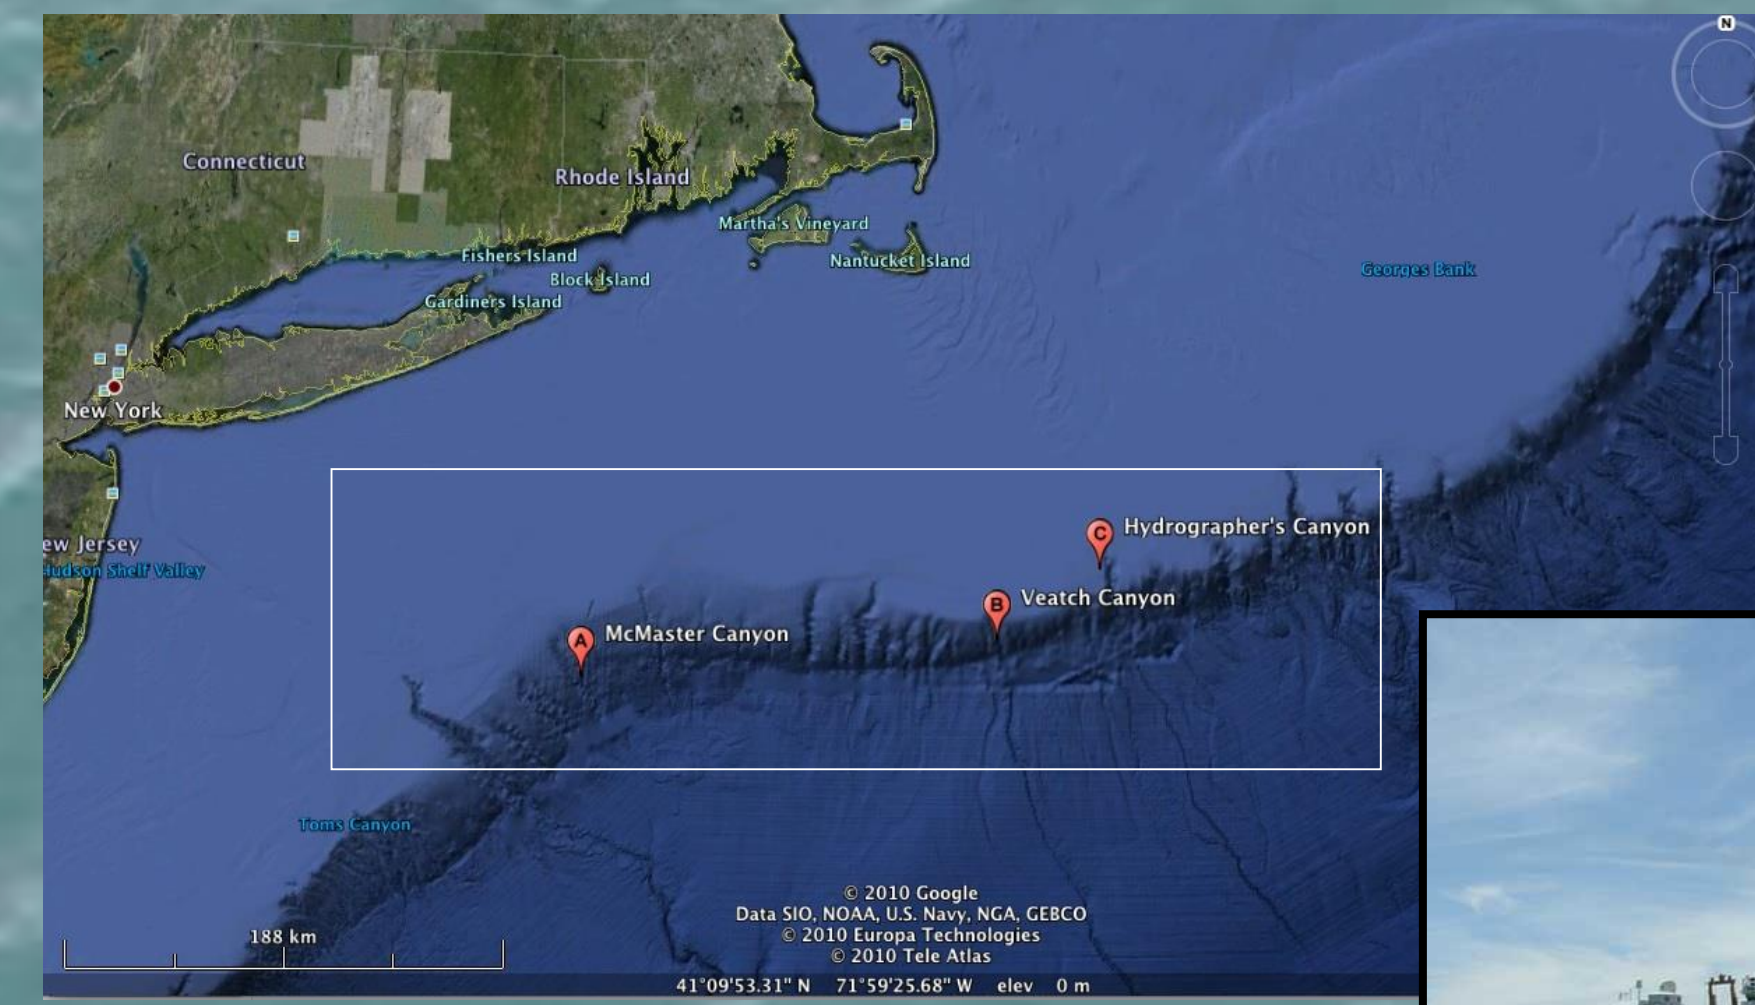 N
Connecticut
Rhode Island
Martha's Vineyard
Fishers Island
Nantucket Island
Block Island
Georges Bank
Gardiners Island
New York
C Hydrographer's Canyon
ew Jersey
Hudson Shelf Valley
B Veatch Canyon
A McMaster Canyon
Toms Canyon
© 2010 Google
Data SIO, NOAA, U.S. Navy, NGA, GEBCO
188 km
© 2010 Europa Technologies
© 2010 Tele Atlas
41°09'53.31" N 71°59'25.68" W elev 0 m